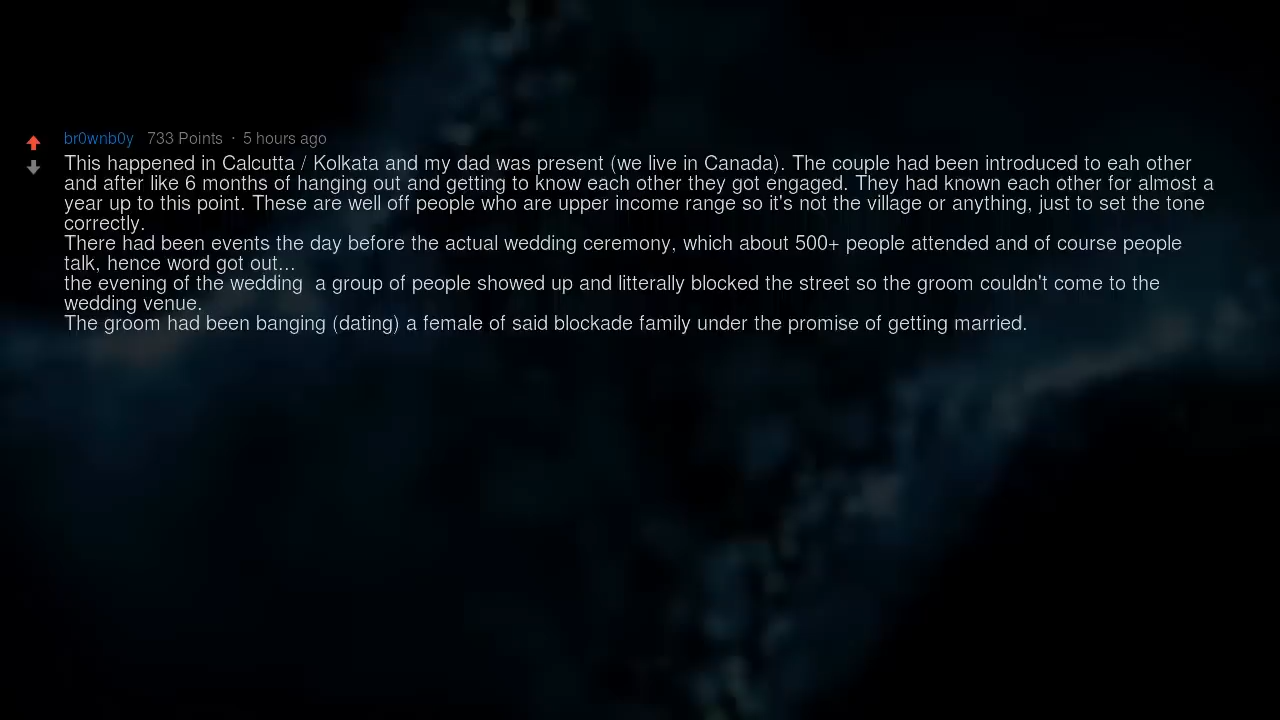 br0wnb0y 733 Points · 5 hours ago
This happened in Calcutta / Kolkata and my dad was present (we live in Canada). The couple had been introduced to eah other
and after like 6 months of hanging out and getting to know each other they got engaged. They had known each other for almost a
year up to this point. These are well off people who are upper income range so it's not the village or anything, just to set the tone
correctly.
There had been events the day before the actual wedding ceremony, which about 500+ people attended and of course people
talk, hence word got out...
the evening of the wedding  a group of people showed up and litterally blocked the street so the groom couldn't come to the
wedding venue.
The groom had been banging (dating) a female of said blockade family under the promise of getting married.